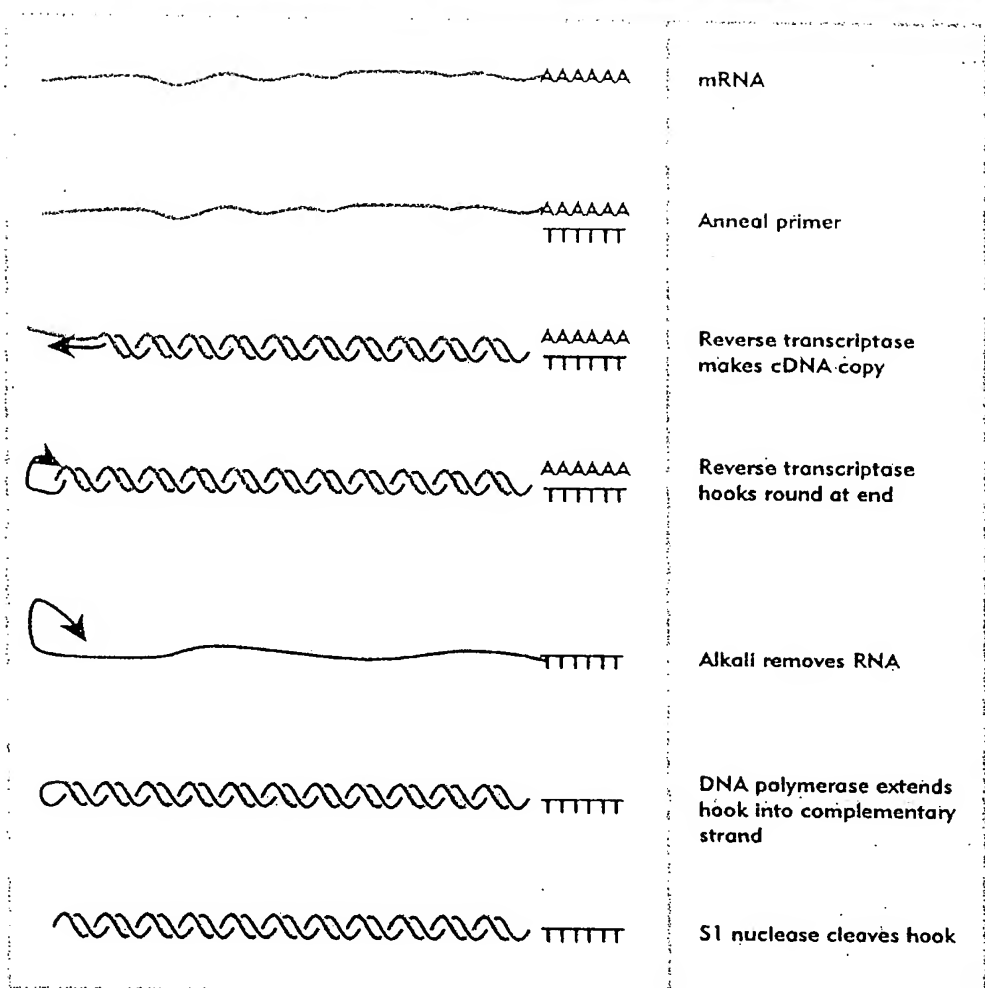 AAAAAA
mRNA
AAAAAA
TTTTTT
Anneal primer
AAAAAA
TTTTTT
Reverse transcriptase
makes cDNA copy
AAAAAA
TTTTTT
Reverse transcriptase
hooks round at end
TTTTTT
Alkali removes RNA
TTTTTT
DNA polymerase extends
hook into complementary
strand
TTTTTT
S1 nuclease cleaves hook